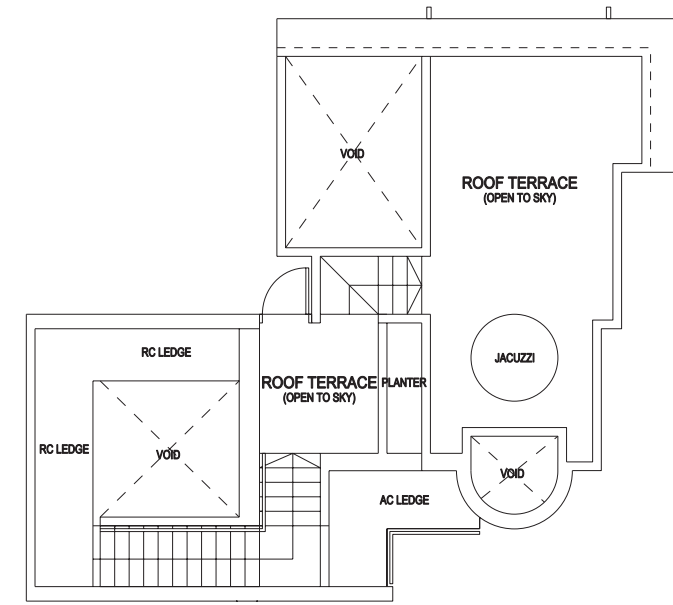 VOID
ROOF TERRACE
(OPEN TO SKY)
RC LEDGE
JACUZZI
ROOF TERRACE
(OPEN TO SKY)
PLANTER
RC LEDGE
VOID
VOID
AC LEDGE